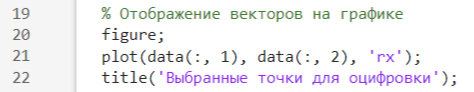 19 % Отображение векторов на графике
20 figure;
21 plot(data(:, 1), data(:, 2), 'rx');
22 title('Выбранные точки для оцифровки');